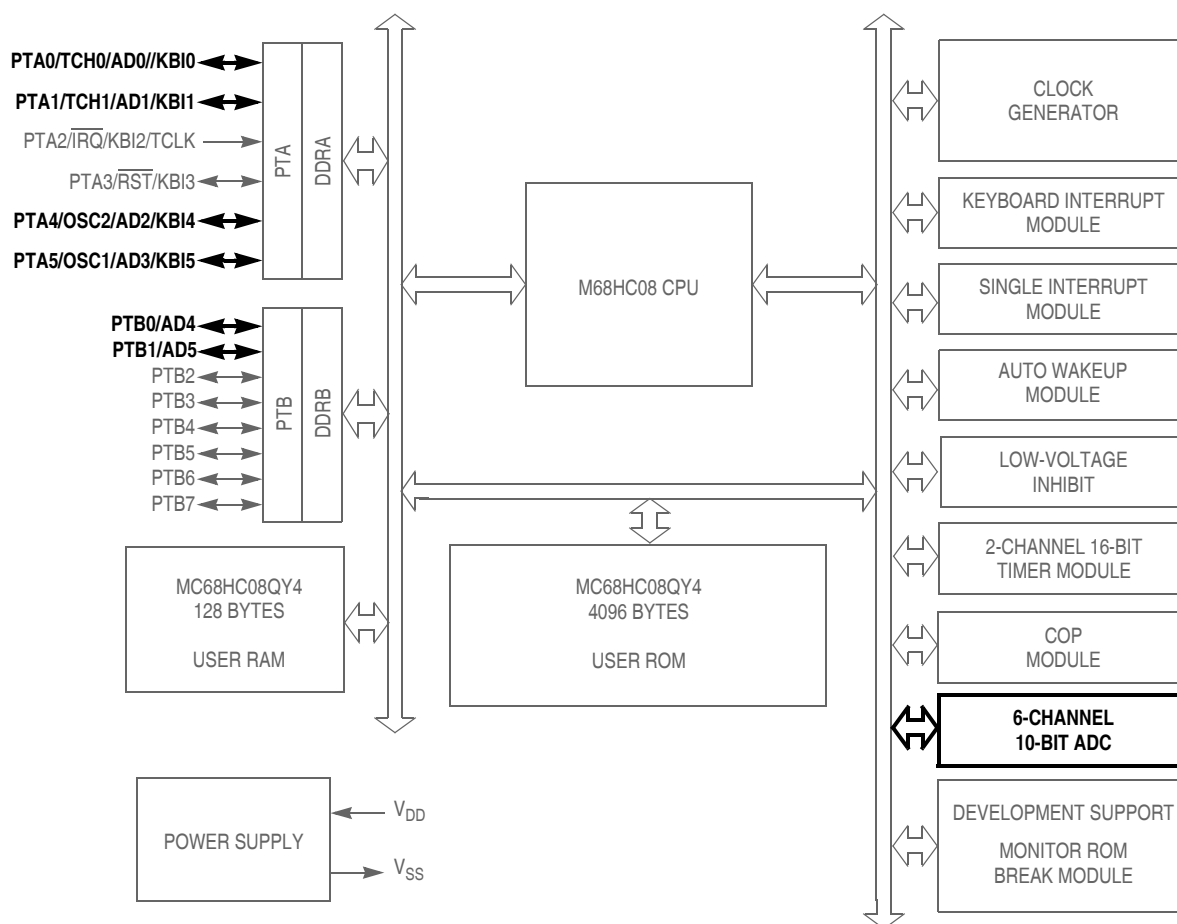 PTA0/TCH0/AD0//KBI0
PTA1/TCH1/AD1/KBI1
PTA2/IRQ/KBI2/TCLK
PTA3/RST/KBI3
PTA4/OSC2/AD2/KBI4
PTA5/OSC1/AD3/KBI5
PTA
DDRA
PTB0/AD4
PTB1/AD5
PTB2
PTB3
PTB4
PTB5
PTB6
PTB7
PTB
DDRB
M68HC08 CPU
MC68HC08QY4
128 BYTES
USER RAM
MC68HC08QY4
4096 BYTES
USER ROM
POWER SUPPLY
VDD
VSS
CLOCK
GENERATOR
KEYBOARD INTERRUPT
MODULE
SINGLE INTERRUPT
MODULE
AUTO WAKEUP
MODULE
LOW-VOLTAGE
INHIBIT
2-CHANNEL 16-BIT
TIMER MODULE
COP
MODULE
6-CHANNEL
10-BIT ADC
DEVELOPMENT SUPPORT
MONITOR ROM
BREAK MODULE